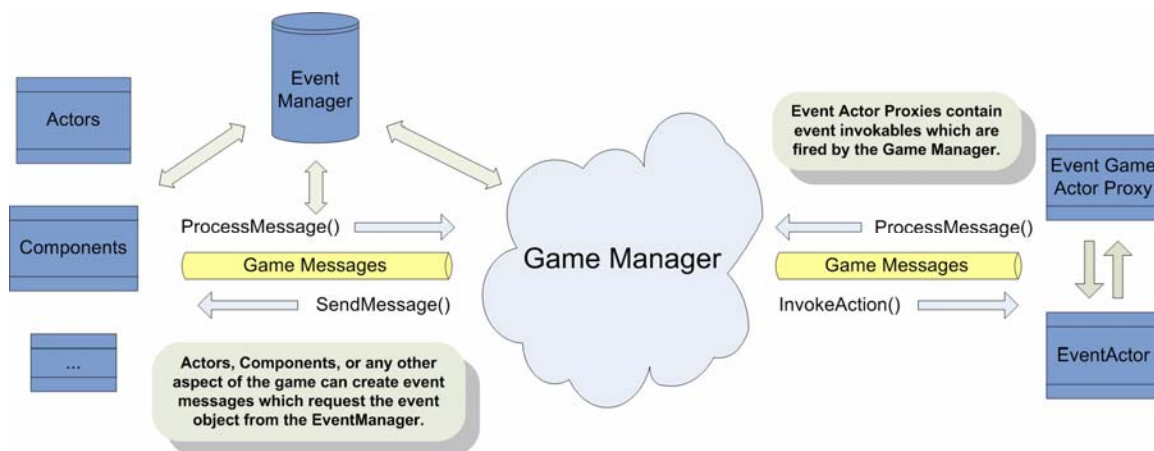 Event
Manager
Actors
Components
...
ProcessMessage()
Game Messages
SendMessage()
Actors, Components, or any other
aspect of the game can create event
messages which request the event
object from the EventManager.
Game Manager
Event Actor Proxies contain
event invokables which are
fired by the Game Manager.
ProcessMessage()
Game Messages
InvokeAction()
Event Game
Actor Proxy
EventActor